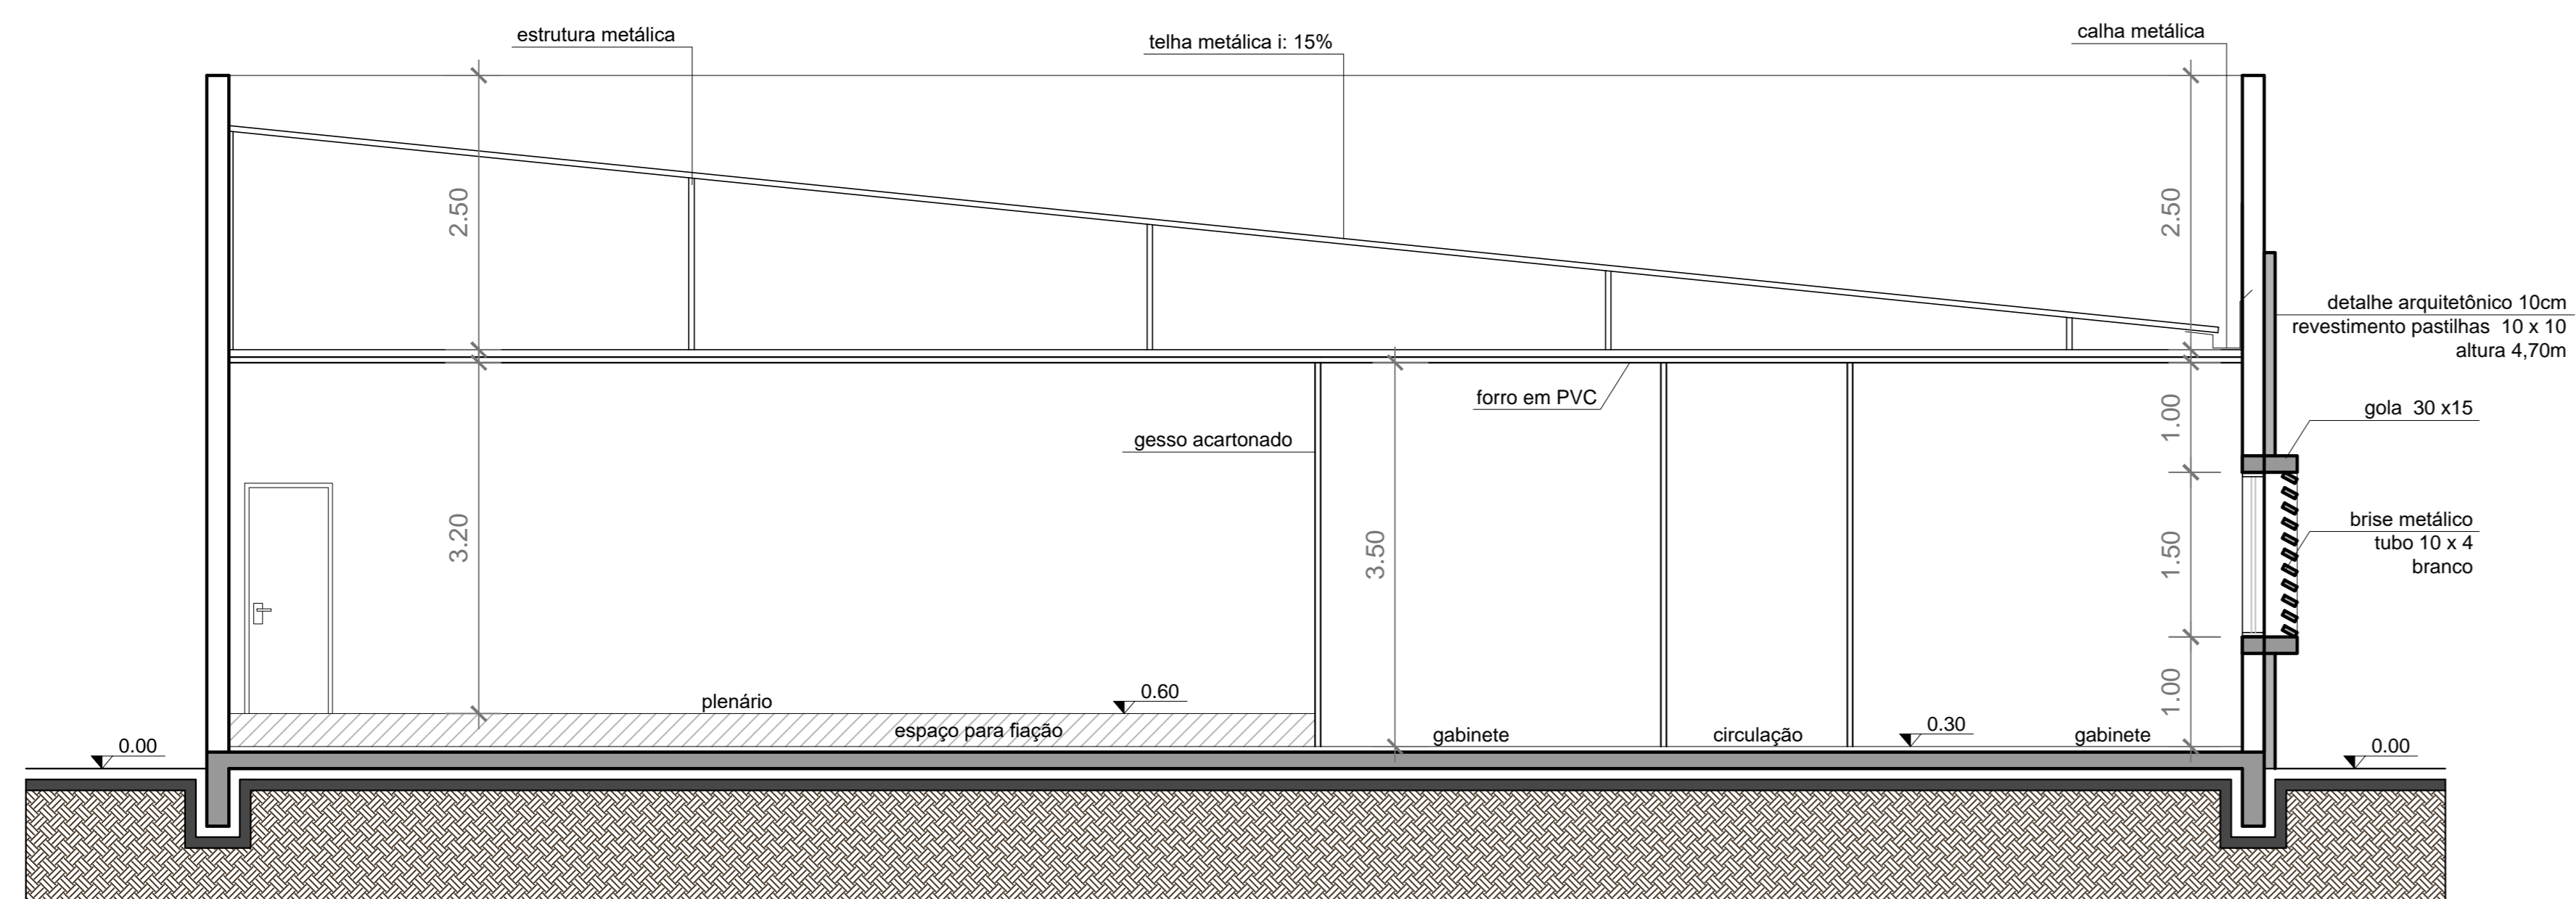 estrutura metálica
telha metálica i: 15%
calha metálica
2.50
2.50
detalhe arquitetônico 10cm
revestimento pastilhas 10 x 10
altura 4,70m
forro em PVC
gola 30 x15
gesso acartonado
1.00
3.20
3.50
1.50
brise metálico
tubo 10 x 4
branco
plenário
0.60
1.00
espaço para fiação
gabinete
circulação
0.30
gabinete
0.00
0.00